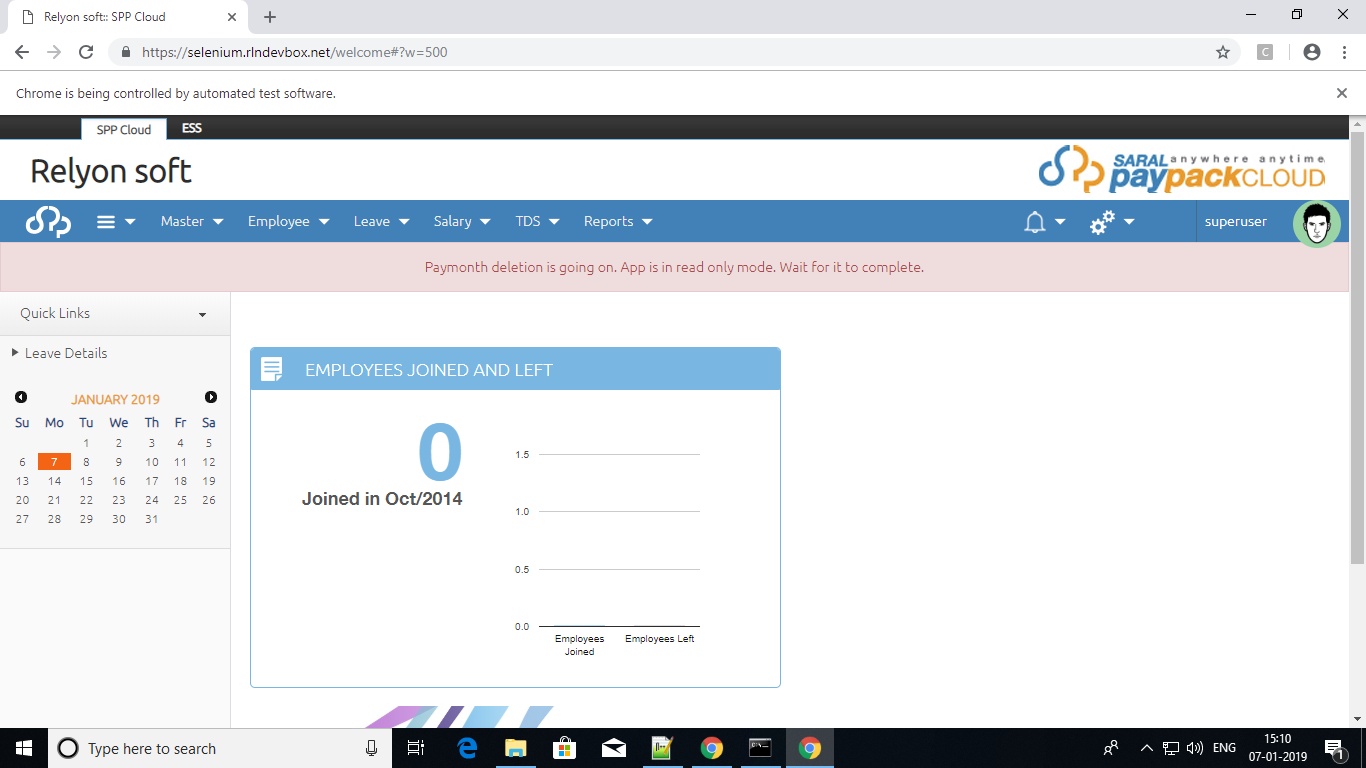 Relyon soft:: SPP Cloud
https://selenium.rlndevbox.net/welcome#?w=500
C
Chrome is being controlled by automated test software.
SPP Cloud ESS
Relyon soft
SARAL anywhere anytime
paypackCLOUD
Master Employee Leave Salary TDS Reports superuser
Paymonth deletion is going on. App is in read only mode. Wait for it to complete.
Quick Links
Leave Details
JANUARY 2019
Su Mo Tu We Th Fr Sa
1 2 3 4 5
6 7 8 9 10 11 12
13 14 15 16 17 18 19
20 21 22 23 24 25 26
27 28 29 30 31
EMPLOYEES JOINED AND LEFT
0
Joined in Oct/2014
1.5
1.0
0.5
0.0
Employees Joined
Employees Left
Type here to search
ENG
15:10
07-01-2019
1